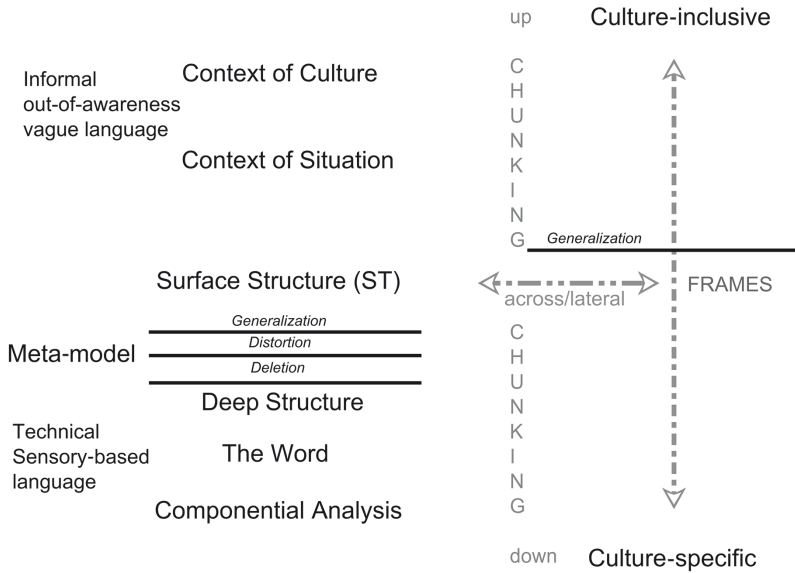 up
Culture-inclusive
Informal
out-of-awareness
vague language
Context of Culture
Context of Situation
C
H
U
N
K
I
N
G
Generalization
Surface Structure (ST)
across/lateral
FRAMES
Meta-model
Generalization
Distortion
Deletion
Deep Structure
Technical
Sensory-based
language
The Word
Componential Analysis
C
H
U
N
K
I
N
G
down
Culture-specific